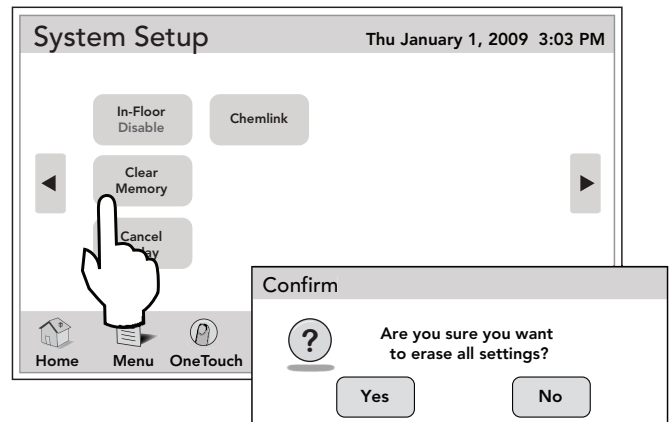 System Setup
Thu January 1, 2009 3:03 PM
In-Floor
Disable
Chemlink
Clear
Memory
Cancel
Home
Menu
OneTouch
Confirm
?
Are you sure you want
to erase all settings?
Yes
No